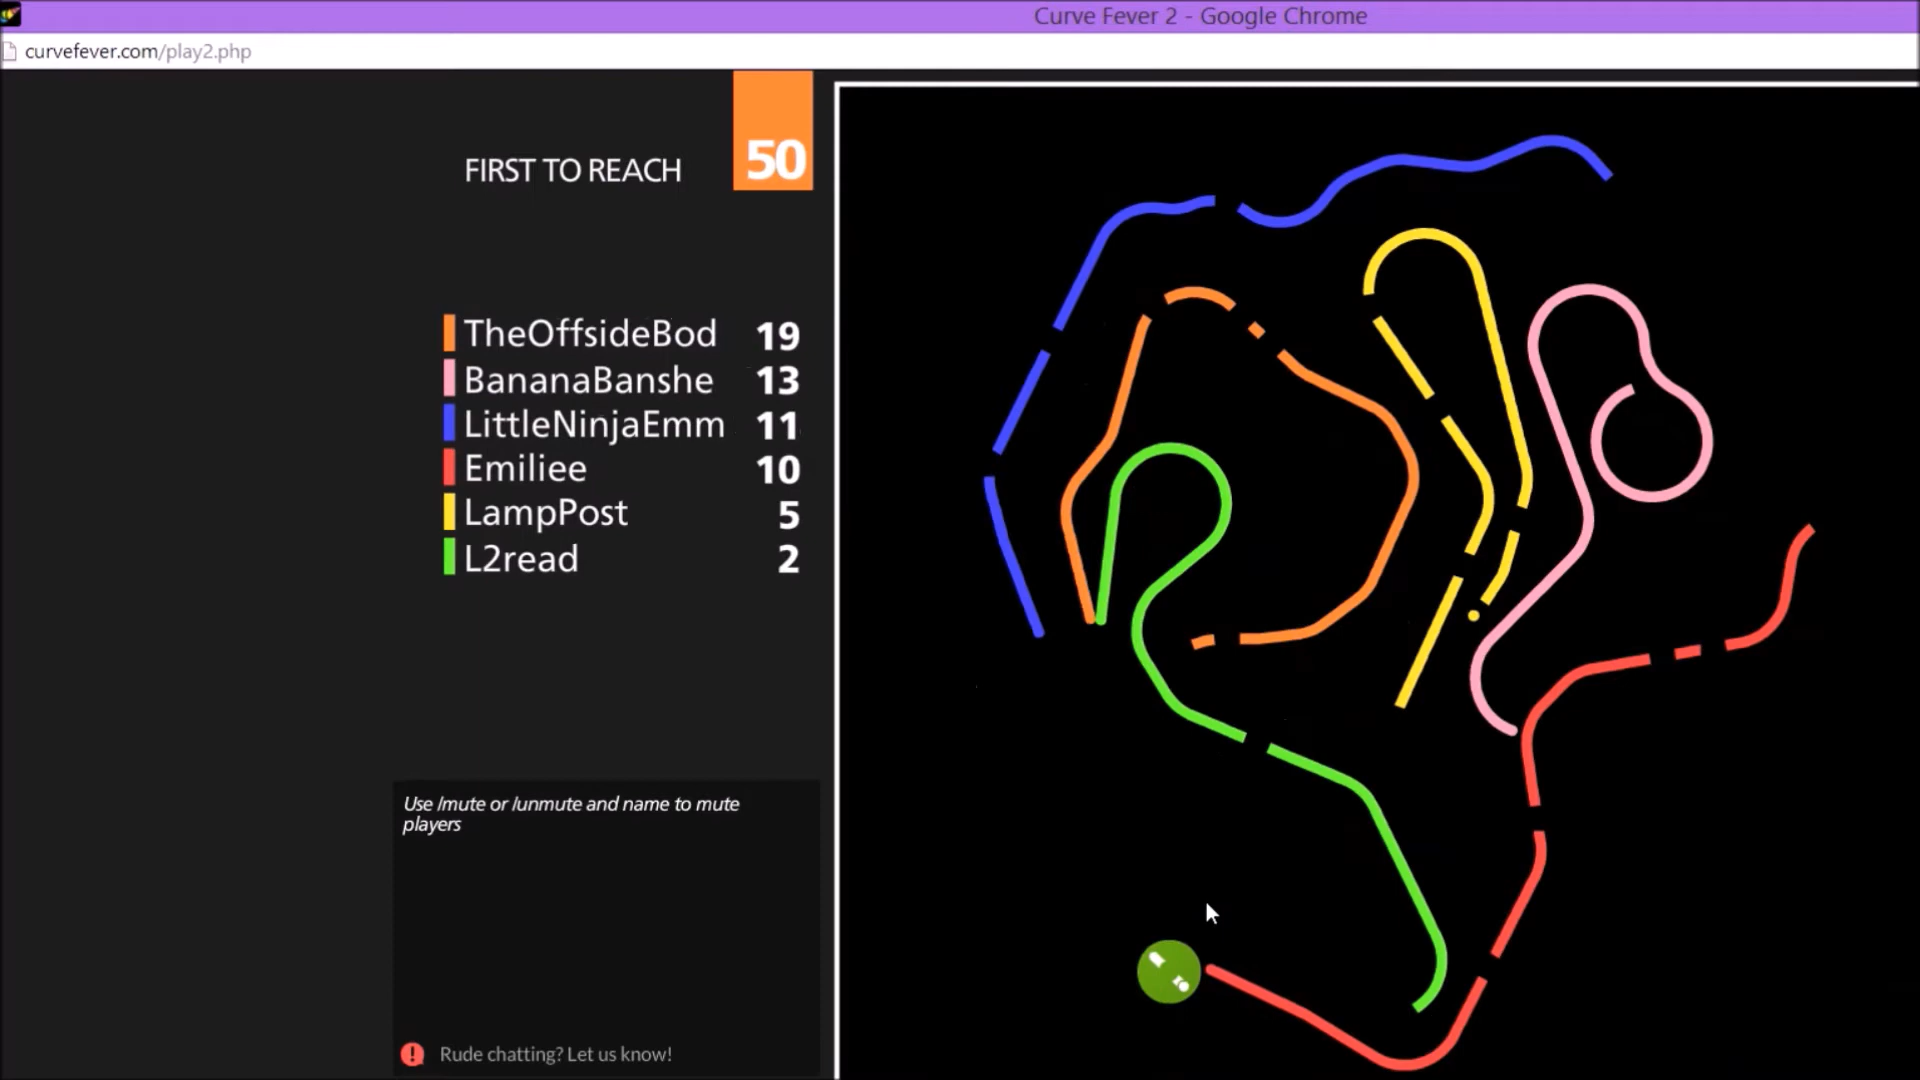 Curve Fever 2 - Google Chrome
curvefever.com/play2.php
FIRST TO REACH 50
TheOffsideBod 19
BananaBanshe 13
LittleNinjaEmm 11
Emiliee 10
LampPost 5
L2read 2
Use /mute or /unmute and name to mute
players
Rude chatting? Let us know!